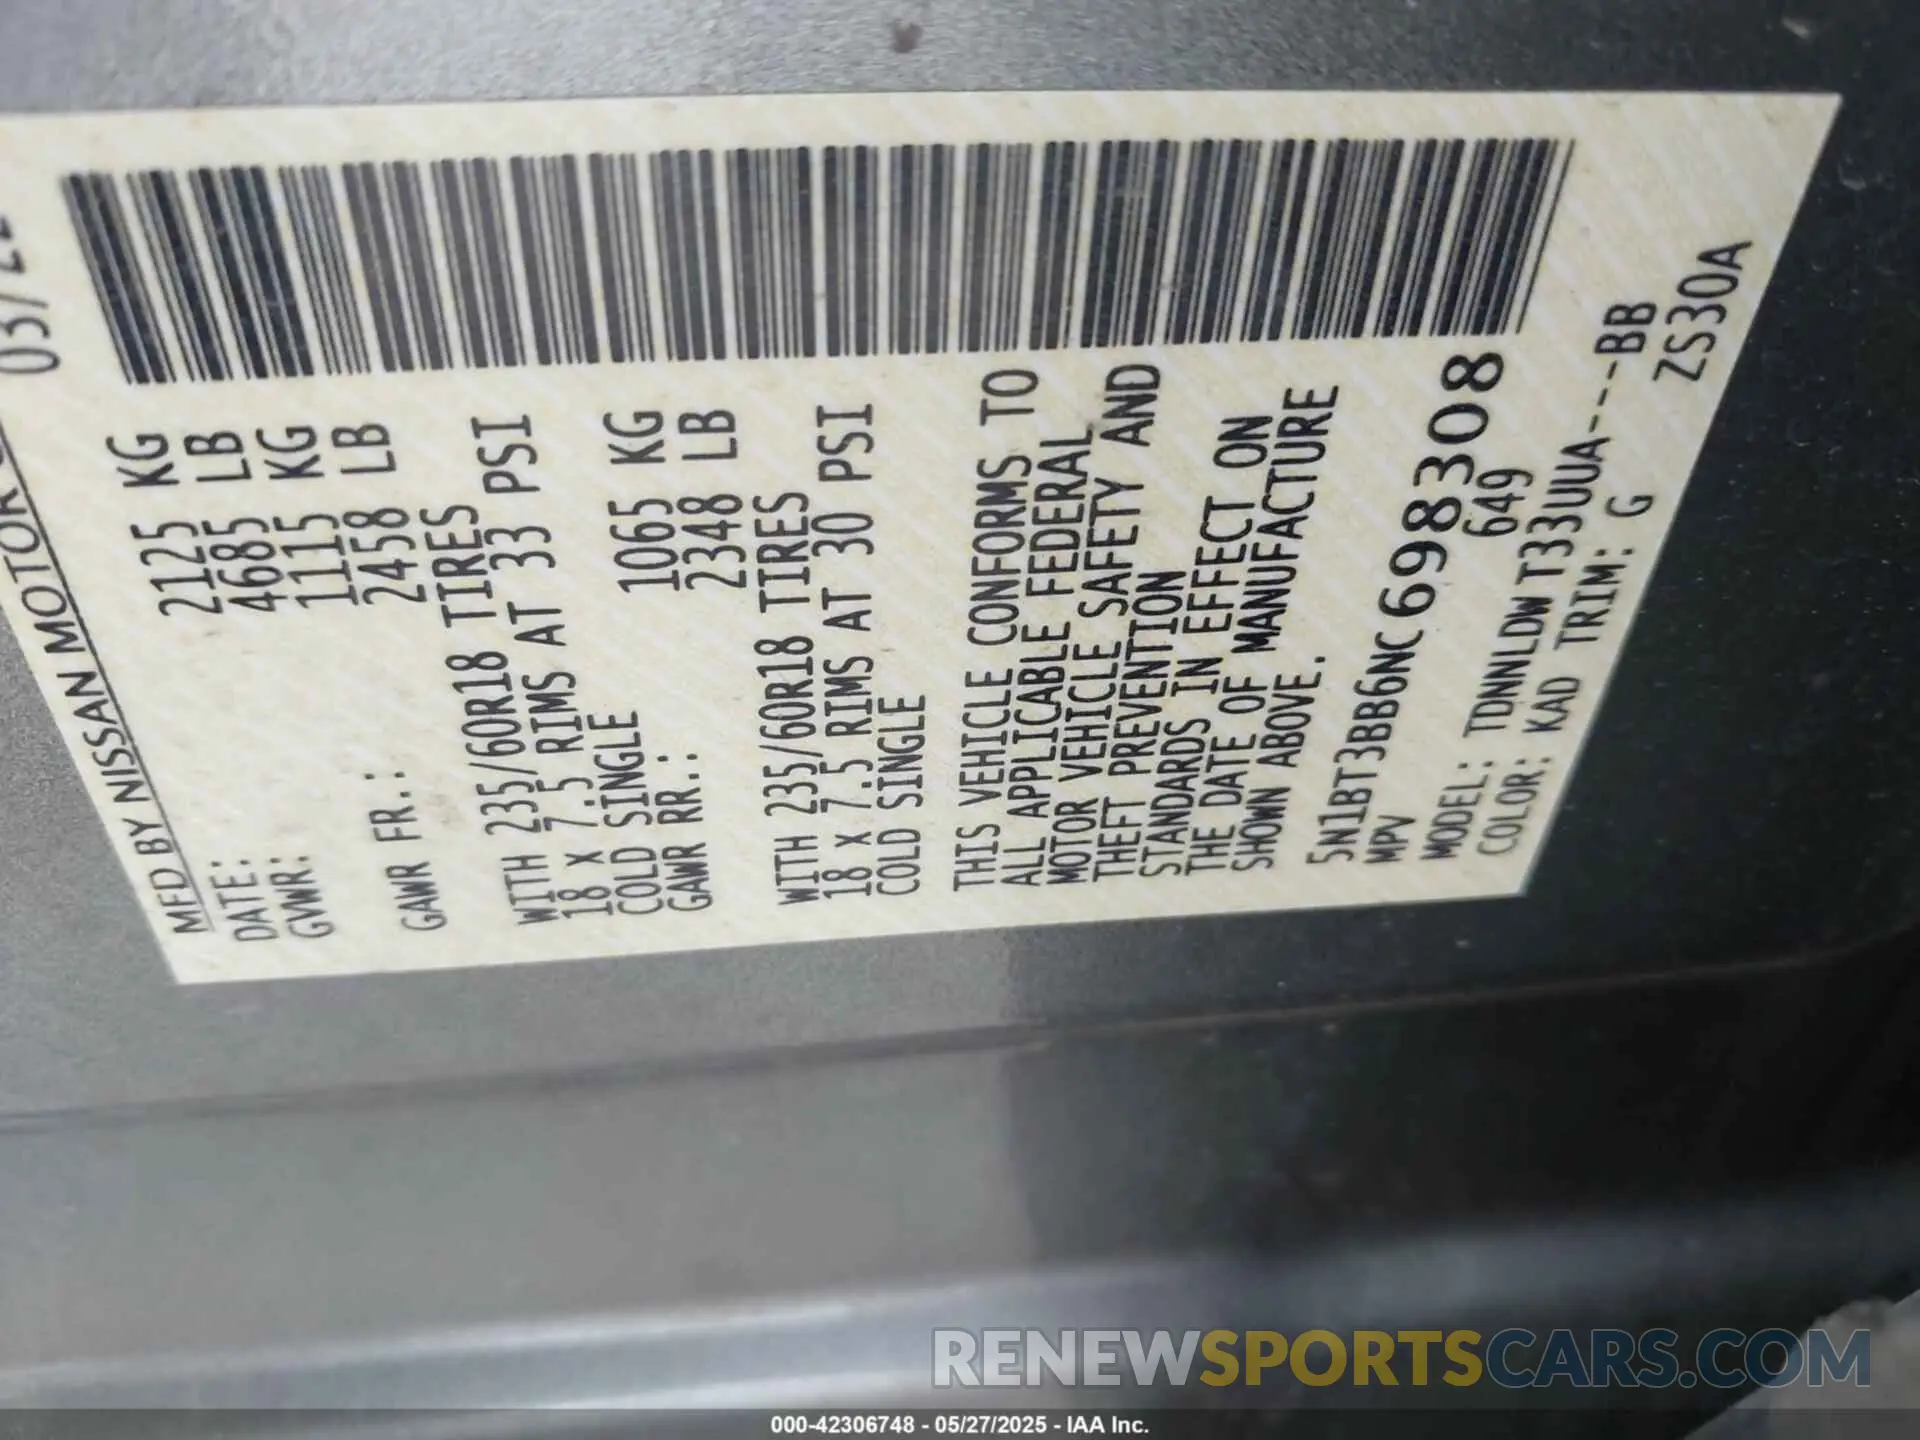 MFD BY NISSAN MOTOR
DATE: 03/22
GVWR: 2125 KG
4685 LB
GAWR FR.: 1115 KG
2458 LB
WITH 235/60R18 TIRES
18 X 7.5 RIMS AT 33 PSI
COLD SINGLE
GAWR RR.: 1065 KG
2348 LB
WITH 235/60R18 TIRES
18 X 7.5 RIMS AT 30 PSI
COLD SINGLE
THIS VEHICLE CONFORMS TO
ALL APPLICABLE FEDERAL
MOTOR VEHICLE SAFETY AND
THEFT PREVENTION
STANDARDS IN EFFECT ON
THE DATE OF MANUFACTURE
SHOWN ABOVE.
5N1BT3BB6NC698308
MPV 649
MODEL: TDNNLDWT33UUA---BB
COLOR: KAD TRIM: G ZS30A
RENEWSPORTSCARS.COM
000-42306748 - 05/27/2025 - IAA Inc.